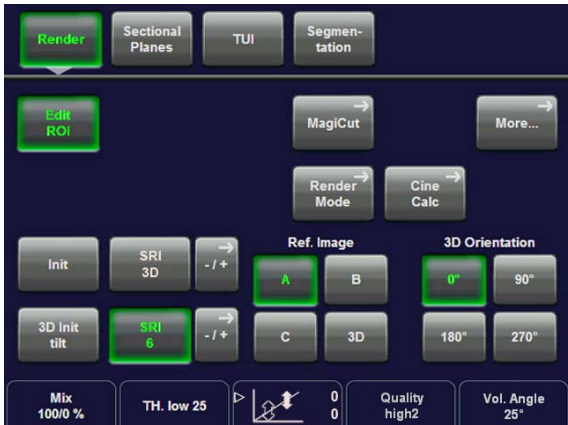 Render
Sectional
Planes
TUI
Segmen-
tation
Edit
ROI
MagiCut
More...
Render
Mode
Cine
Calc
Ref. Image
3D Orientation
Init
SRI
3D
- / +
A
B
0°
90°
3D Init
tilt
SRI
6
- / +
C
3D
180°
270°
Mix
100/0 %
TH. low 25
0
0
Quality
high2
Vol. Angle
25°